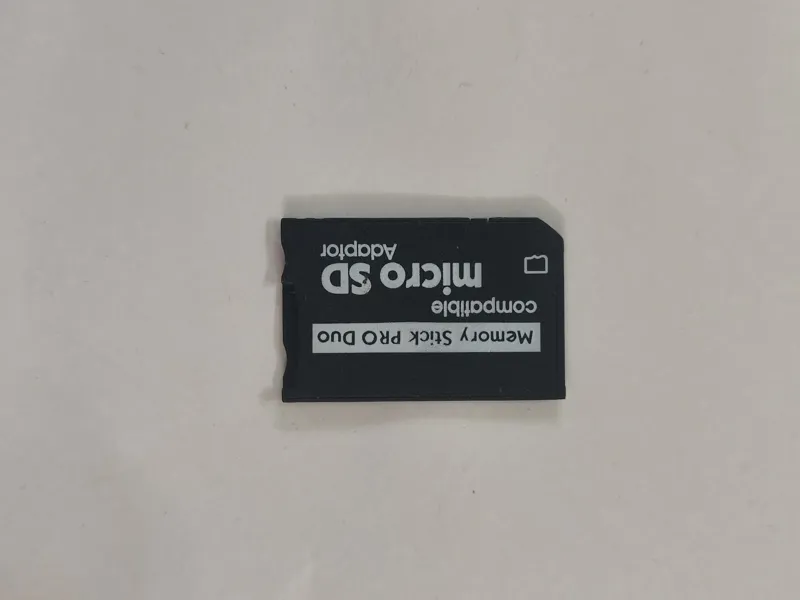 Memory Stick PRO Duo
compatible
micro SD
Adaptor